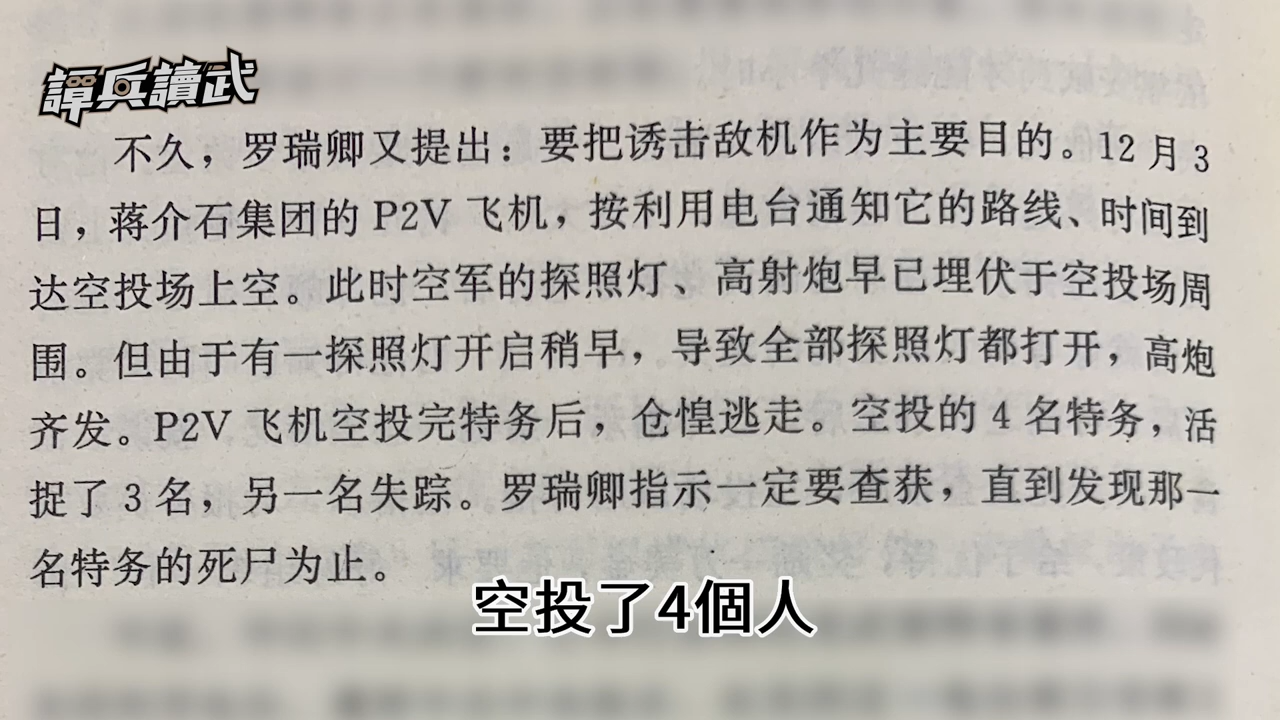 譚兵讀武
不久，罗瑞卿又提出：要把诱击敌机作为主要目的。12月3
日，蒋介石集团的P2V飞机，按利用电台通知它的路线、时间到
达空投场上空。此时空军的探照灯、高射炮早已埋伏于空投场周
围。但由于有一探照灯开启稍早，导致全部探照灯都打开，高炮
齐发。P2V飞机空投完特务后，仓惶逃走。空投的4名特务，活
捉了3名，另一名失踪。罗瑞卿指示一定要查获，直到发现那一
名特务的死尸为止。
空投了4個人